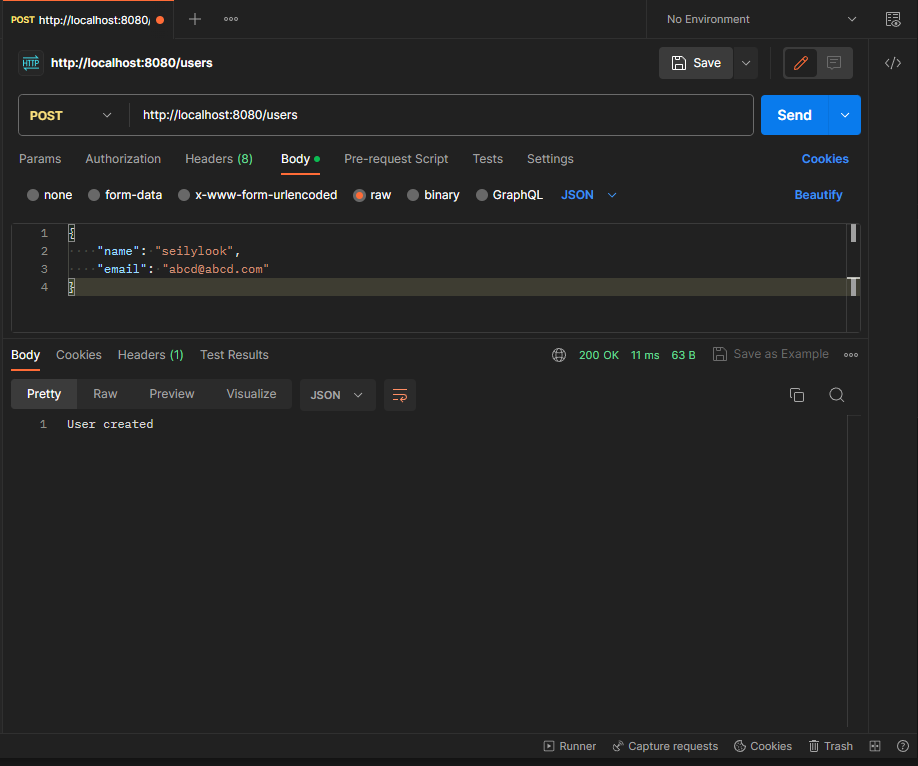 POST http://localhost:8080/
No Environment
HTTP http://localhost:8080/users
Save
POST http://localhost:8080/users
Send
Params Authorization Headers (8) Body Pre-request Script Tests Settings Cookies
none form-data x-www-form-urlencoded raw binary GraphQL JSON Beautify
1 {
2 ····"name": "seilylook",
3 ····"email": "abcd@abcd.com"
4 }
Body Cookies Headers (1) Test Results 200 OK 11 ms 63 B Save as Example
Pretty Raw Preview Visualize JSON
1 User created
Runner Capture requests Cookies Trash